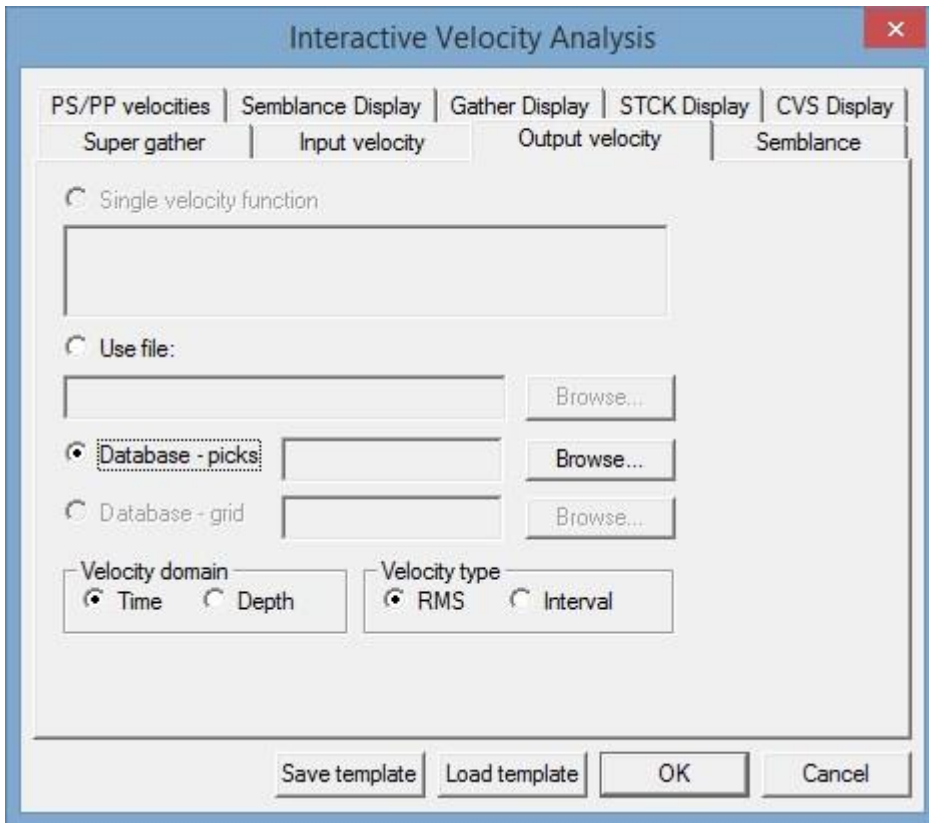 Interactive Velocity Analysis
PS/PP velocities Semblance Display Gather Display STCK Display CVS Display
Super gather Input velocity Output velocity Semblance
Single velocity function
Use file:
Browse...
Database - picks Browse...
Database - grid Browse...
Velocity domain Velocity type
Time Depth RMS Interval
Save template Load template OK Cancel